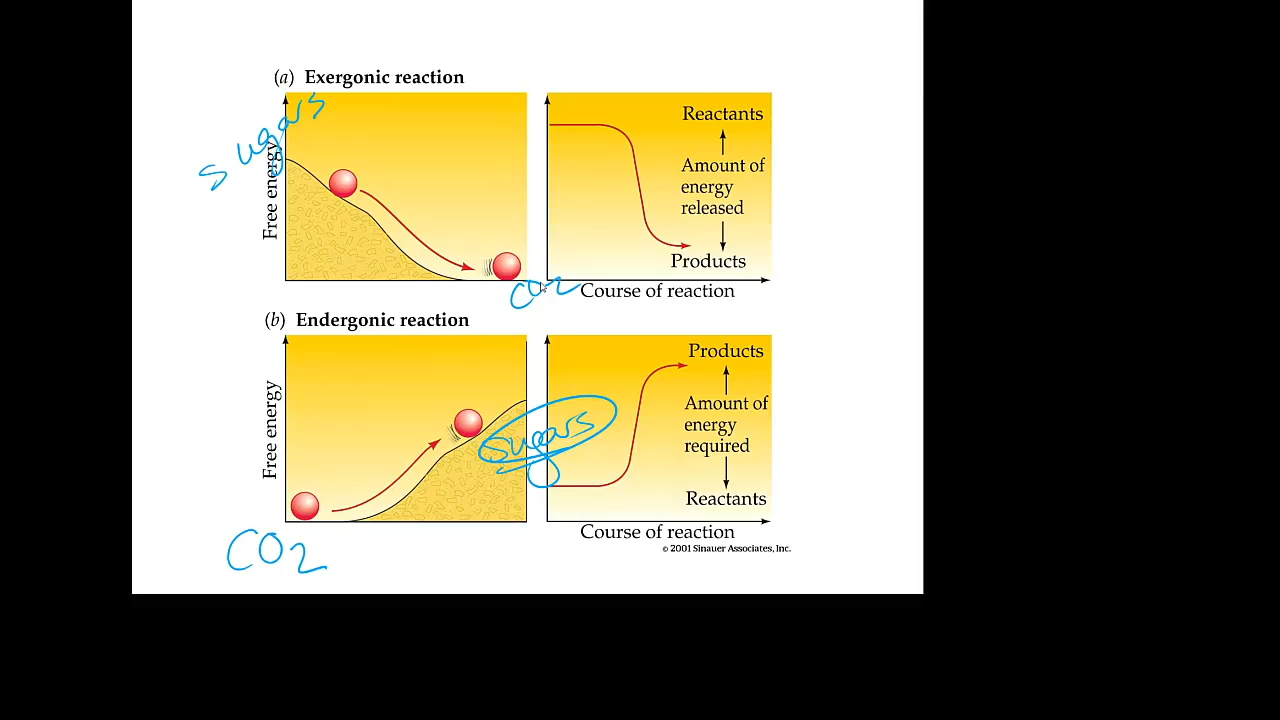 (a) Exergonic reaction
sugars
Free energy
CO2
Reactants
Amount of
energy
released
Products
Course of reaction
(b) Endergonic reaction
Free energy
CO2
sugars
Products
Amount of
energy
required
Reactants
Course of reaction
© 2001 Sinauer Associates, Inc.